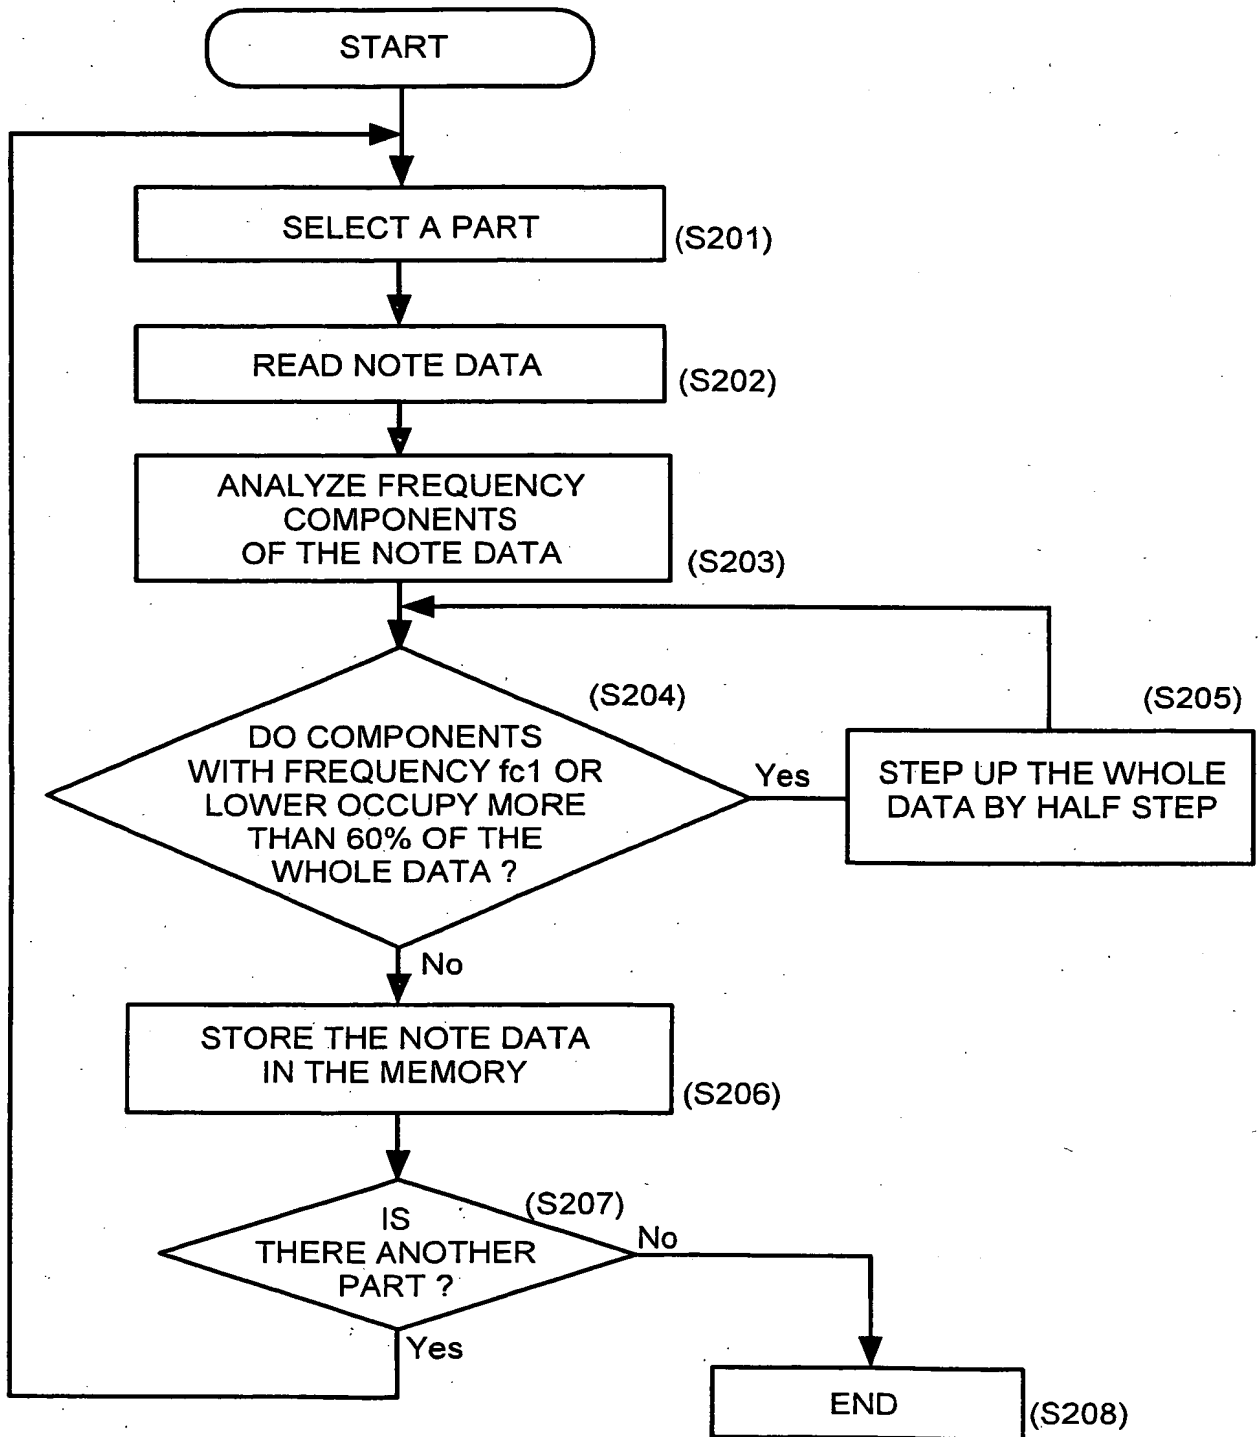 START
SELECT A PART
(S201)
READ NOTE DATA
(S202)
ANALYZE FREQUENCY
COMPONENTS
OF THE NOTE DATA
(S203)
(S204)
DO COMPONENTS
WITH FREQUENCY fc1 OR
LOWER OCCUPY MORE
THAN 60% OF THE
WHOLE DATA ?
Yes
(S205)
STEP UP THE WHOLE
DATA BY HALF STEP
No
STORE THE NOTE DATA
IN THE MEMORY
(S206)
(S207)
IS
THERE ANOTHER
PART ?
No
Yes
END
(S208)